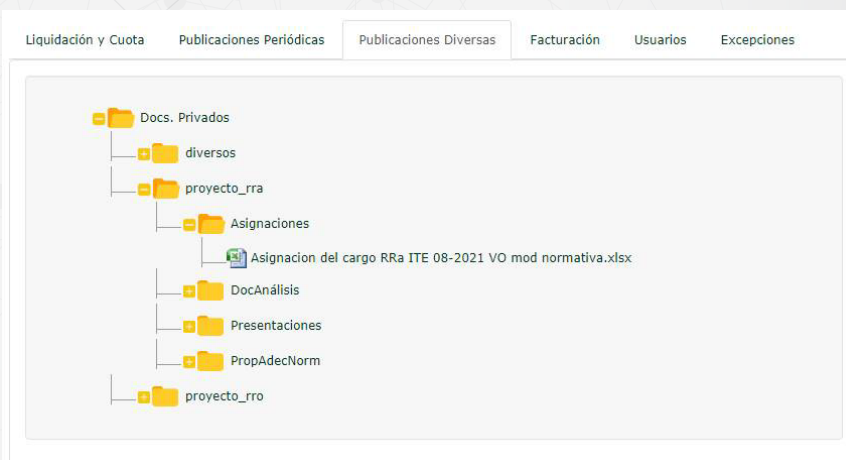 Liquidación y Cuota Publicaciones Periódicas Publicaciones Diversas Facturación Usuarios Excepciones
Docs. Privados
diversos
proyecto_rra
Asignaciones
Asignacion del cargo RRa ITE 08-2021 VO mod normativa.xlsx
DocAnálisis
Presentaciones
PropAdecNorm
proyecto_rro